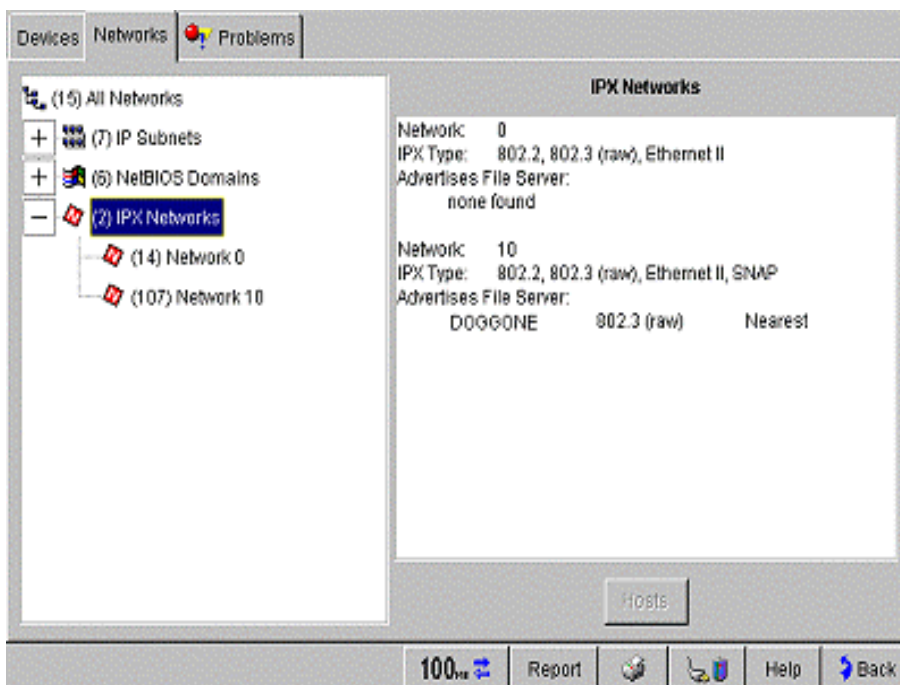 Devices Networks Problems
(15) All Networks
(7) IP Subnets
(6) NetBIOS Domains
(2) IPX Networks
(14) Network 0
(107) Network 10
IPX Networks
Network: 0
IPX Type: 802.2, 802.3 (raw), Ethernet II
Advertises File Server:
none found
Network: 10
IPX Type: 802.2, 802.3 (raw), Ethernet II, SNAP
Advertises File Server:
DOGGONE 802.3 (raw) Nearest
Hosts
100 Report Help Back